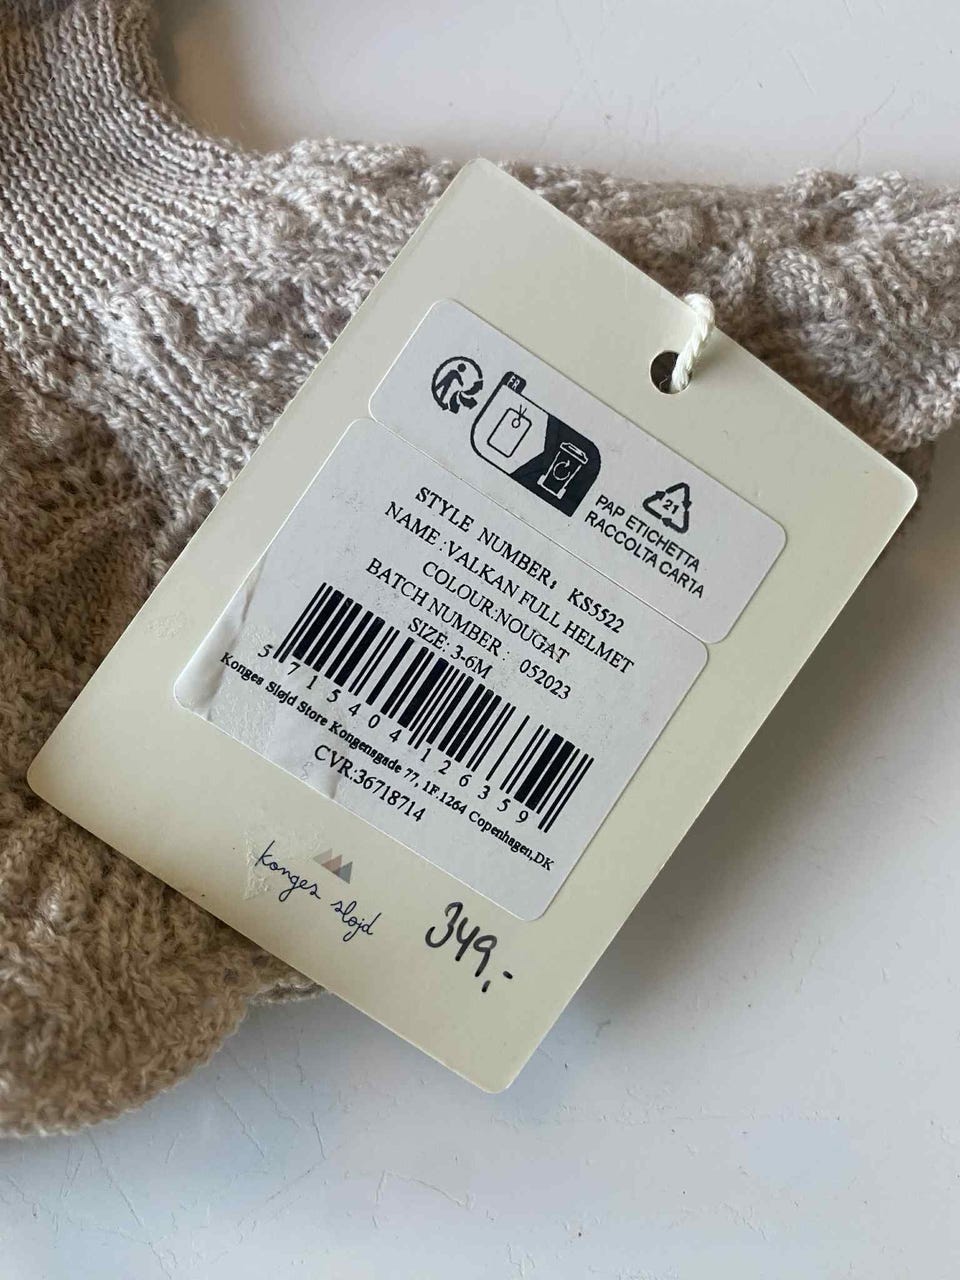 FR
21
PAP ETICHETTA
RACCOLTA CARTA
STYLE NUMBER: KS5522
NAME :VALKAN FULL HELMET
COLOUR:NOUGAT
BATCH NUMBER : 052023
SIZE: 3-6M
5 715404 126359
Konges Sløjd Store Kongensgade 77, 1F.1264 Copenhagen,DK
CVR:36718714
konges sløjd
349,-